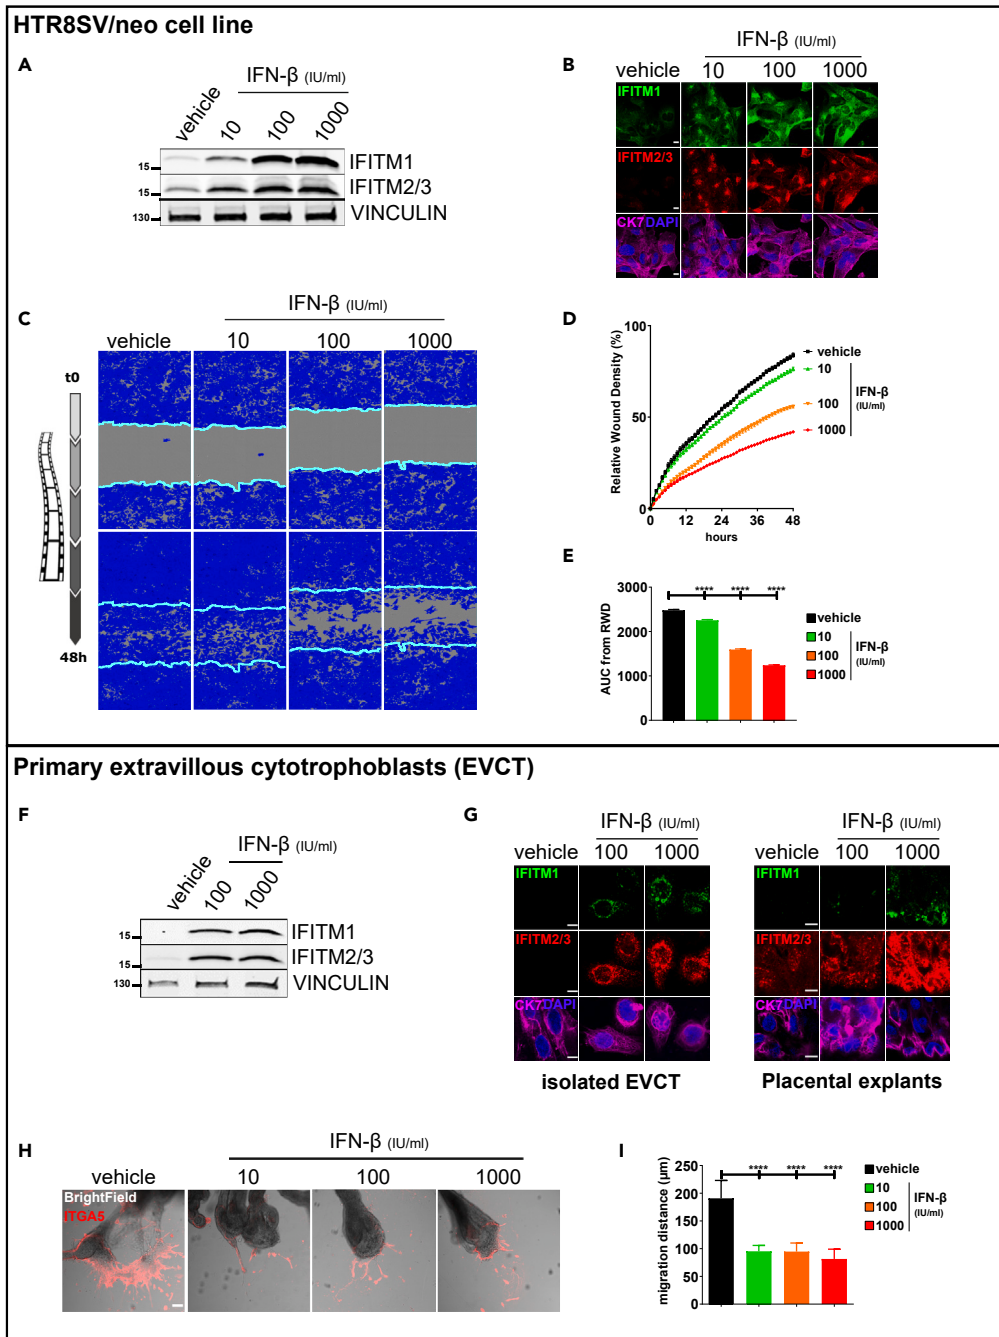 HTR8SV/neo cell line
A
IFN-β (IU/ml)
vehicle
10
100
1000
15
IFITM1
15
IFITM2/3
130
VINCULIN
B
IFN-β (IU/ml)
vehicle 10 100 1000
IFITM1
IFITM2/3
CK7DAPI
C
IFN-β (IU/ml)
vehicle 10 100 1000
t0
48h
D
Relative Wound Density (%)
100
50
0
0 12 24 36 48
hours
vehicle
10
100
1000
IFN-β
(IU/ml)
E
AUC from RWD
3000
2000
1000
0
**** **** ****
vehicle
10
100
1000
IFN-β
(IU/ml)
Primary extravillous cytotrophoblasts (EVCT)
F
IFN-β (IU/ml)
vehicle
100
1000
15
IFITM1
15
IFITM2/3
130
VINCULIN
G
IFN-β (IU/ml)
vehicle 100 1000
IFITM1
IFITM2/3
CK7DAPI
isolated EVCT
IFN-β (IU/ml)
vehicle 100 1000
IFITM1
IFITM2/3
CK7DAPI
Placental explants
H
IFN-β (IU/ml)
vehicle 10 100 1000
BrightField
ITGA5
I
migration distance (µm)
250
200
150
100
50
0
**** **** ****
vehicle
10
100
1000
IFN-β
(IU/ml)